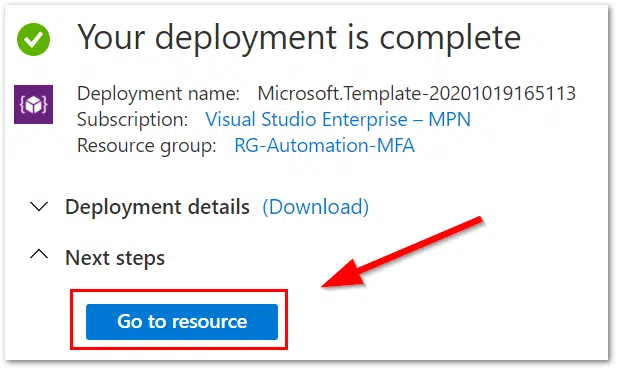 Your deployment is complete
Deployment name: Microsoft.Template-20201019165113
Subscription: Visual Studio Enterprise – MPN
Resource group: RG-Automation-MFA
Deployment details (Download)
Next steps
Go to resource